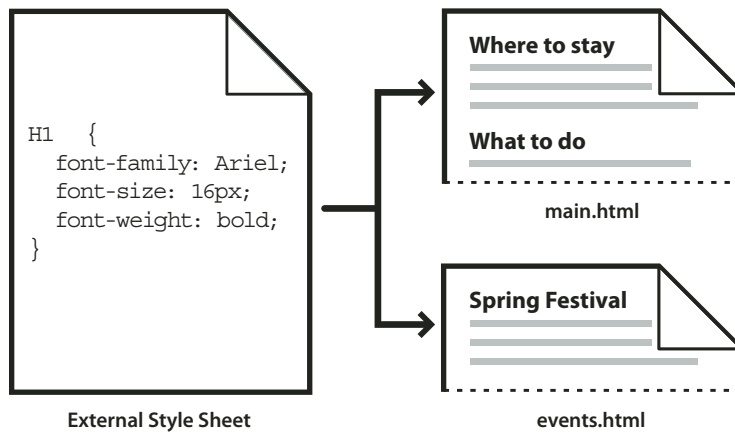 H1 {
font-family: Ariel;
font-size: 16px;
font-weight: bold;
}
External Style Sheet
Where to stay
What to do
main.html
Spring Festival
events.html